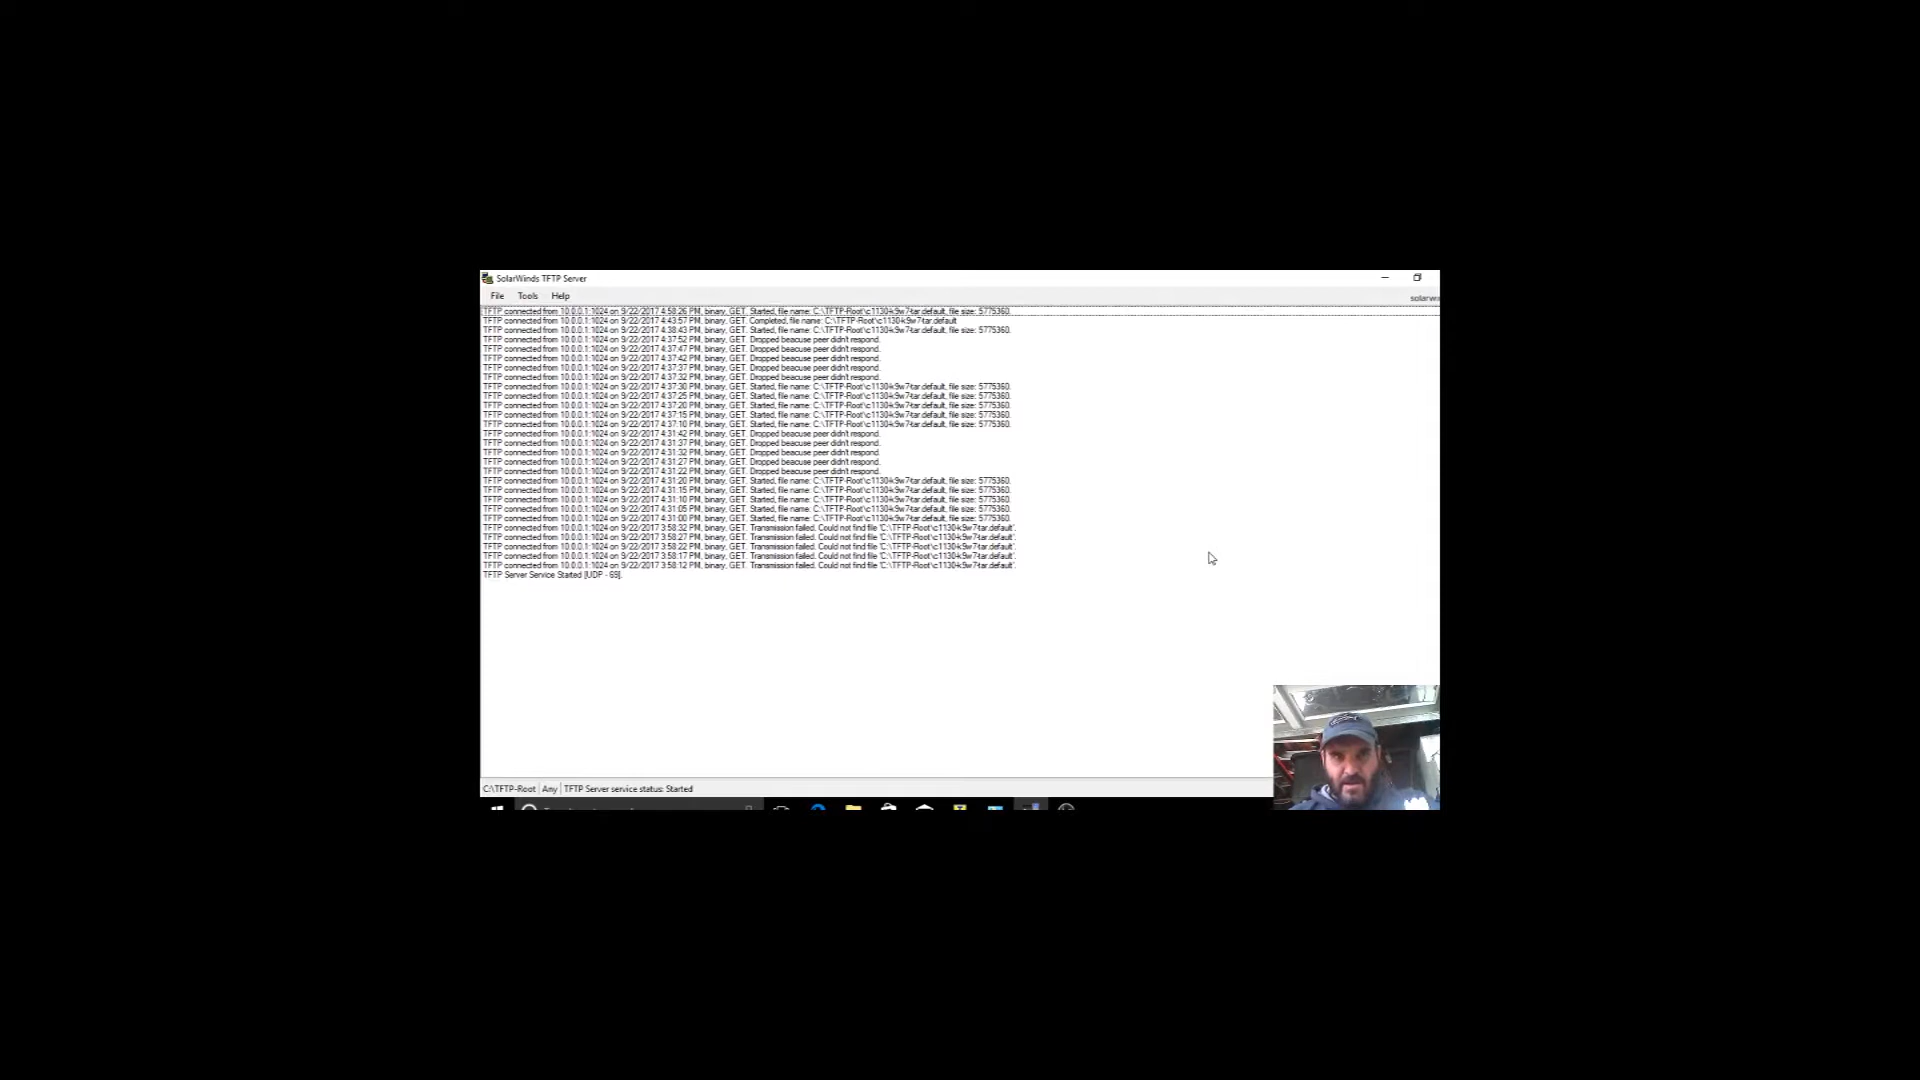 SolarWinds TFTP Server
File Tools Help
solarwi
TFTP connected from 10.0.0.1:1024 on 9/22/2017 4:58:26 PM, binary, GET. Started, file name: C:\TFTP-Root\c1130-k9w7-tar.default, file size: 5775360.
TFTP connected from 10.0.0.1:1024 on 9/22/2017 4:43:57 PM, binary, GET. Completed, file name: C:\TFTP-Root\c1130-k9w7-tar.default
TFTP connected from 10.0.0.1:1024 on 9/22/2017 4:38:43 PM, binary, GET. Started, file name: C:\TFTP-Root\c1130-k9w7-tar.default, file size: 5775360.
TFTP connected from 10.0.0.1:1024 on 9/22/2017 4:37:52 PM, binary, GET. Dropped beacuse peer didn't respond.
TFTP connected from 10.0.0.1:1024 on 9/22/2017 4:37:47 PM, binary, GET. Dropped beacuse peer didn't respond.
TFTP connected from 10.0.0.1:1024 on 9/22/2017 4:37:42 PM, binary, GET. Dropped beacuse peer didn't respond.
TFTP connected from 10.0.0.1:1024 on 9/22/2017 4:37:37 PM, binary, GET. Dropped beacuse peer didn't respond.
TFTP connected from 10.0.0.1:1024 on 9/22/2017 4:37:32 PM, binary, GET. Dropped beacuse peer didn't respond.
TFTP connected from 10.0.0.1:1024 on 9/22/2017 4:37:30 PM, binary, GET. Started, file name: C:\TFTP-Root\c1130-k9w7-tar.default, file size: 5775360.
TFTP connected from 10.0.0.1:1024 on 9/22/2017 4:37:25 PM, binary, GET. Started, file name: C:\TFTP-Root\c1130-k9w7-tar.default, file size: 5775360.
TFTP connected from 10.0.0.1:1024 on 9/22/2017 4:37:20 PM, binary, GET. Started, file name: C:\TFTP-Root\c1130-k9w7-tar.default, file size: 5775360.
TFTP connected from 10.0.0.1:1024 on 9/22/2017 4:37:15 PM, binary, GET. Started, file name: C:\TFTP-Root\c1130-k9w7-tar.default, file size: 5775360.
TFTP connected from 10.0.0.1:1024 on 9/22/2017 4:37:10 PM, binary, GET. Started, file name: C:\TFTP-Root\c1130-k9w7-tar.default, file size: 5775360.
TFTP connected from 10.0.0.1:1024 on 9/22/2017 4:31:42 PM, binary, GET. Dropped beacuse peer didn't respond.
TFTP connected from 10.0.0.1:1024 on 9/22/2017 4:31:37 PM, binary, GET. Dropped beacuse peer didn't respond.
TFTP connected from 10.0.0.1:1024 on 9/22/2017 4:31:32 PM, binary, GET. Dropped beacuse peer didn't respond.
TFTP connected from 10.0.0.1:1024 on 9/22/2017 4:31:27 PM, binary, GET. Dropped beacuse peer didn't respond.
TFTP connected from 10.0.0.1:1024 on 9/22/2017 4:31:22 PM, binary, GET. Dropped beacuse peer didn't respond.
TFTP connected from 10.0.0.1:1024 on 9/22/2017 4:31:20 PM, binary, GET. Started, file name: C:\TFTP-Root\c1130-k9w7-tar.default, file size: 5775360.
TFTP connected from 10.0.0.1:1024 on 9/22/2017 4:31:15 PM, binary, GET. Started, file name: C:\TFTP-Root\c1130-k9w7-tar.default, file size: 5775360.
TFTP connected from 10.0.0.1:1024 on 9/22/2017 4:31:10 PM, binary, GET. Started, file name: C:\TFTP-Root\c1130-k9w7-tar.default, file size: 5775360.
TFTP connected from 10.0.0.1:1024 on 9/22/2017 4:31:05 PM, binary, GET. Started, file name: C:\TFTP-Root\c1130-k9w7-tar.default, file size: 5775360.
TFTP connected from 10.0.0.1:1024 on 9/22/2017 4:31:00 PM, binary, GET. Started, file name: C:\TFTP-Root\c1130-k9w7-tar.default, file size: 5775360.
TFTP connected from 10.0.0.1:1024 on 9/22/2017 3:58:32 PM, binary, GET. Transmission failed. Could not find file 'C:\TFTP-Root\c1130-k9w7-tar.default'.
TFTP connected from 10.0.0.1:1024 on 9/22/2017 3:58:27 PM, binary, GET. Transmission failed. Could not find file 'C:\TFTP-Root\c1130-k9w7-tar.default'.
TFTP connected from 10.0.0.1:1024 on 9/22/2017 3:58:22 PM, binary, GET. Transmission failed. Could not find file 'C:\TFTP-Root\c1130-k9w7-tar.default'.
TFTP connected from 10.0.0.1:1024 on 9/22/2017 3:58:17 PM, binary, GET. Transmission failed. Could not find file 'C:\TFTP-Root\c1130-k9w7-tar.default'.
TFTP connected from 10.0.0.1:1024 on 9/22/2017 3:58:12 PM, binary, GET. Transmission failed. Could not find file 'C:\TFTP-Root\c1130-k9w7-tar.default'.
TFTP Server Service Started [UDP - 69].
C:\TFTP-Root Any TFTP Server service status: Started